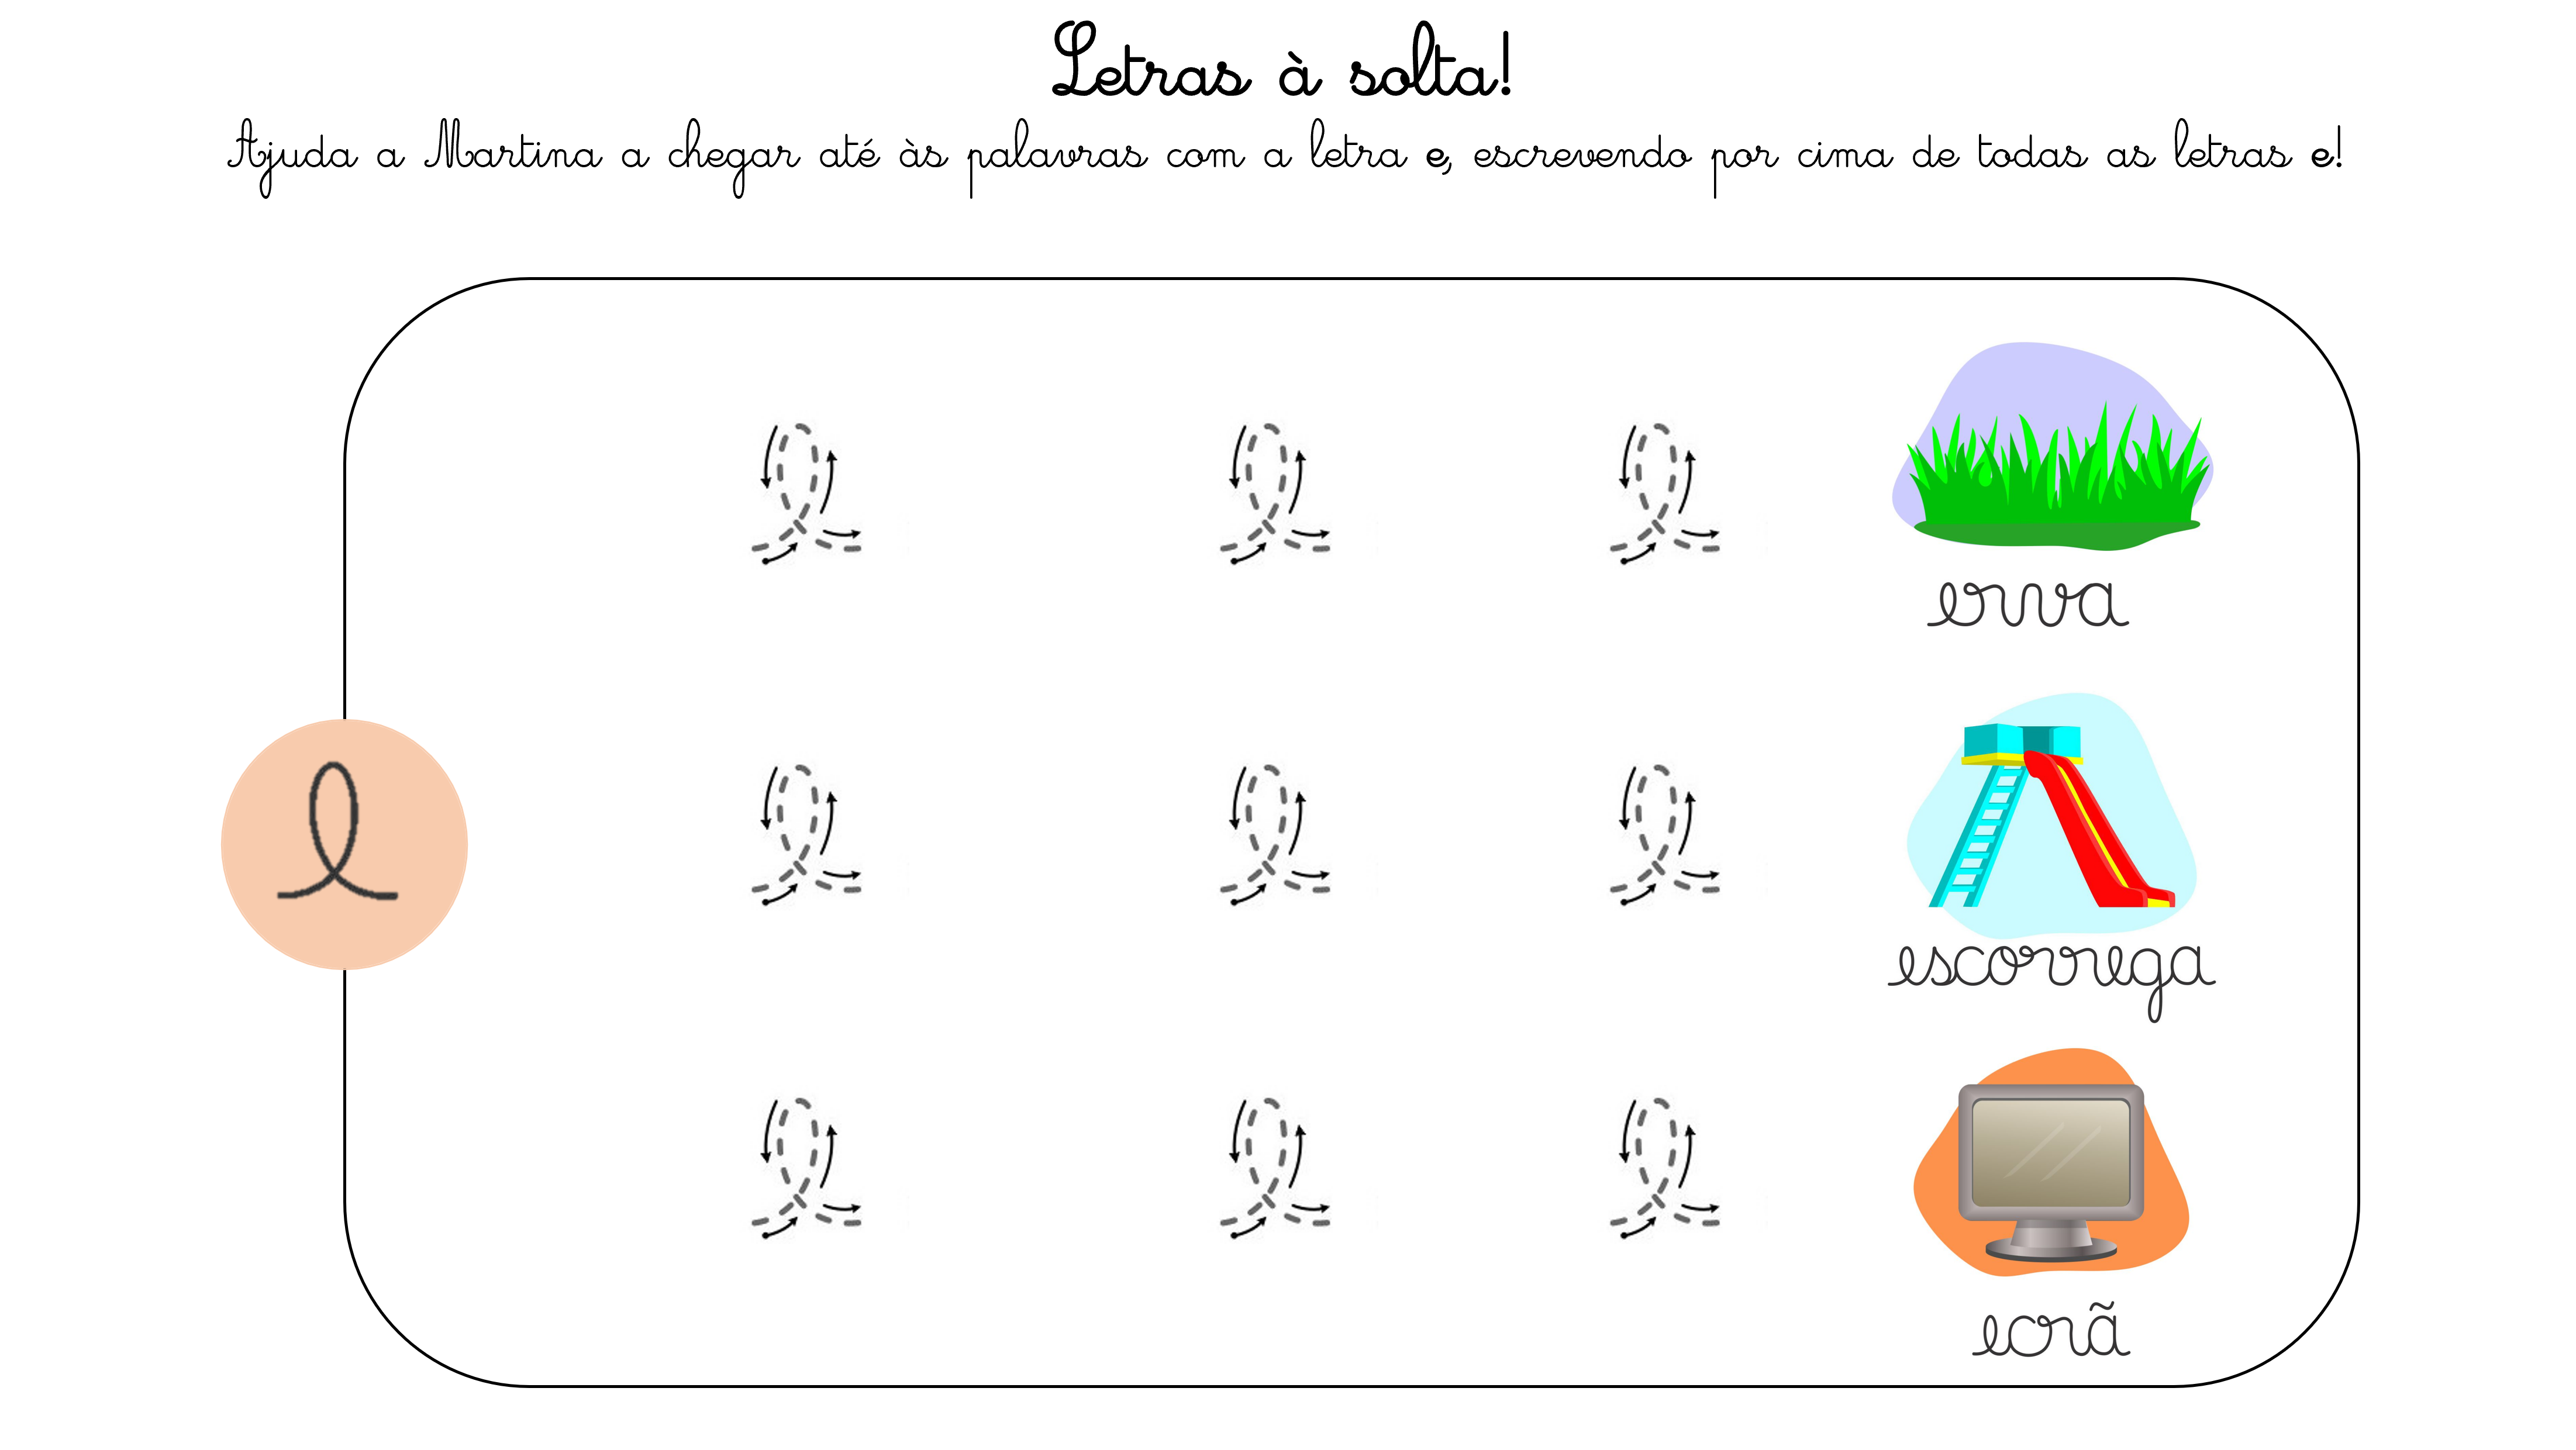 Letras à solta!
Ajuda a Martina a chegar até às palavras com a letra e, escrevendo por cima de todas as letras e!
e e e
erva
e
e e e
escorrega
e e e
ecrã